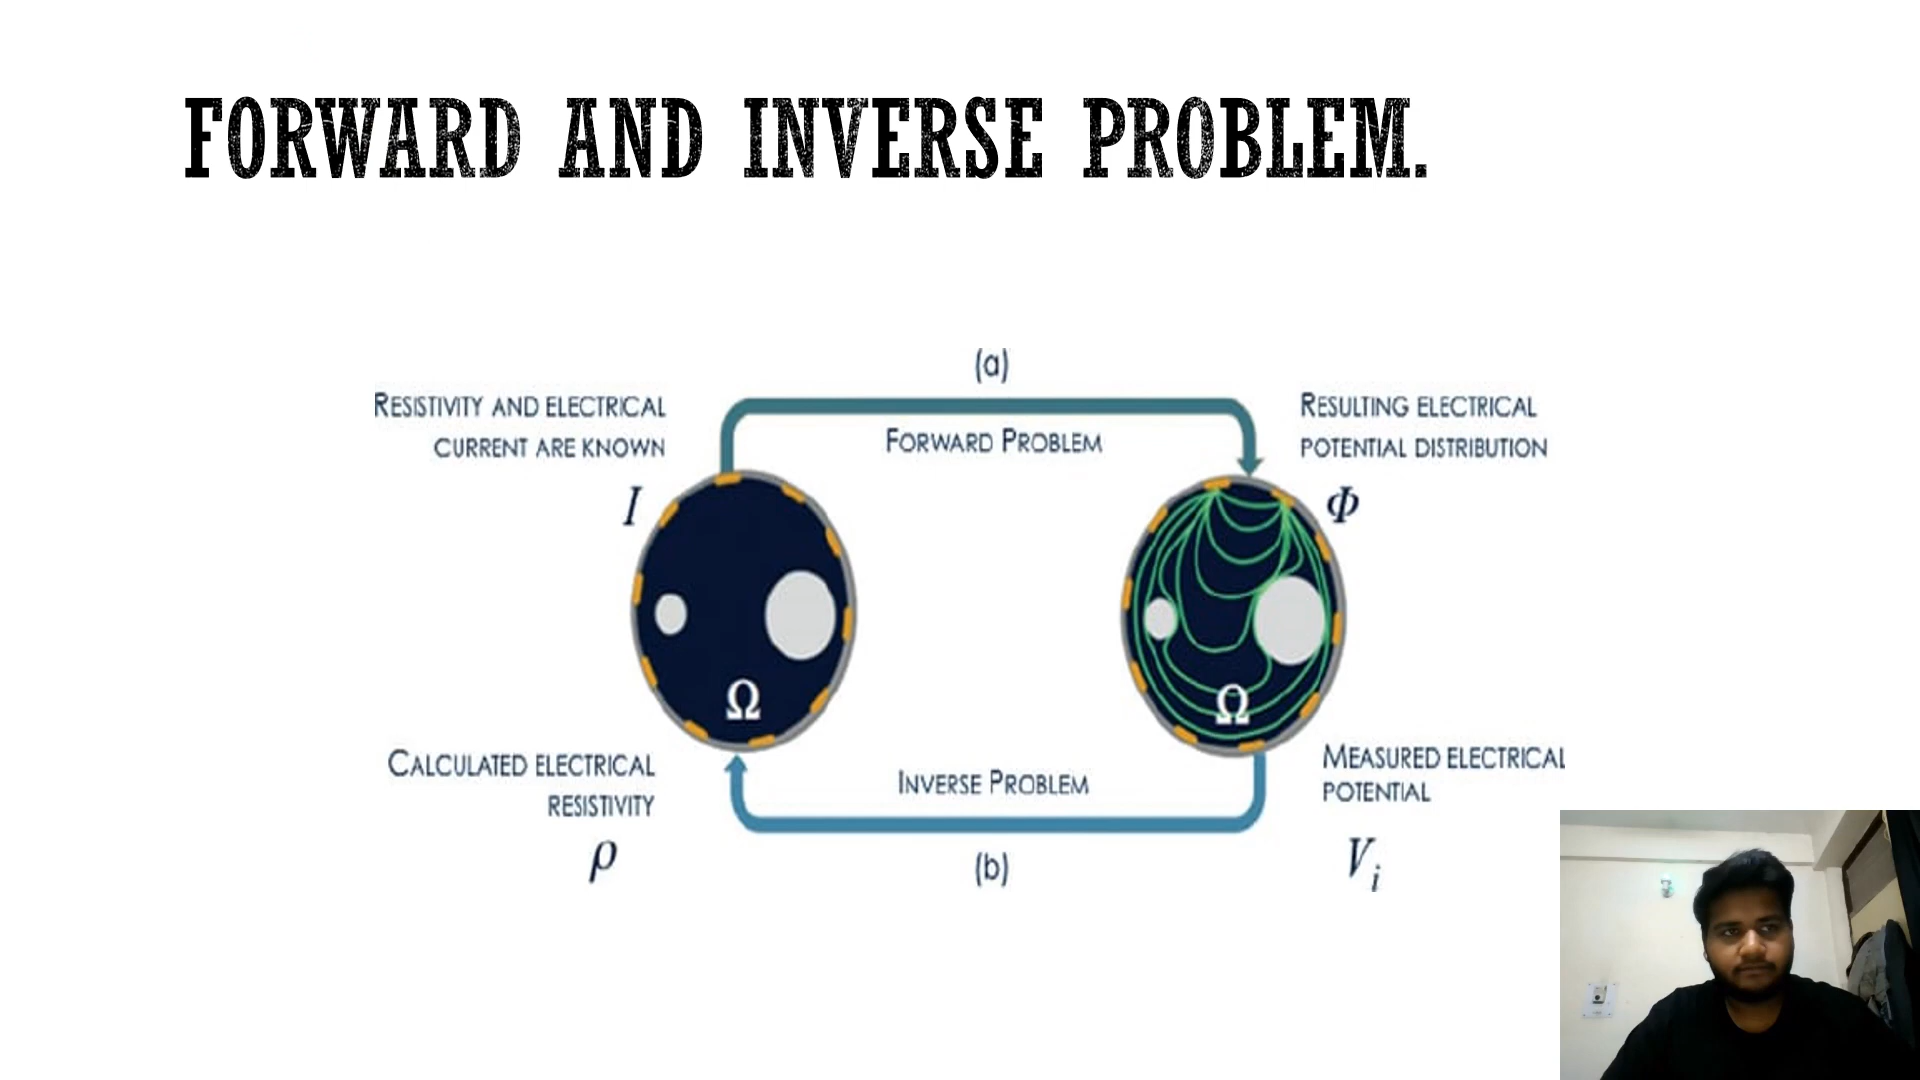 FORWARD AND INVERSE PROBLEM.
(a)
RESISTIVITY AND ELECTRICAL
CURRENT ARE KNOWN
I
FORWARD PROBLEM
RESULTING ELECTRICAL
POTENTIAL DISTRIBUTION
Φ
Ω
Ω
CALCULATED ELECTRICAL
RESISTIVITY
ρ
INVERSE PROBLEM
(b)
MEASURED ELECTRICAL
POTENTIAL
Vi